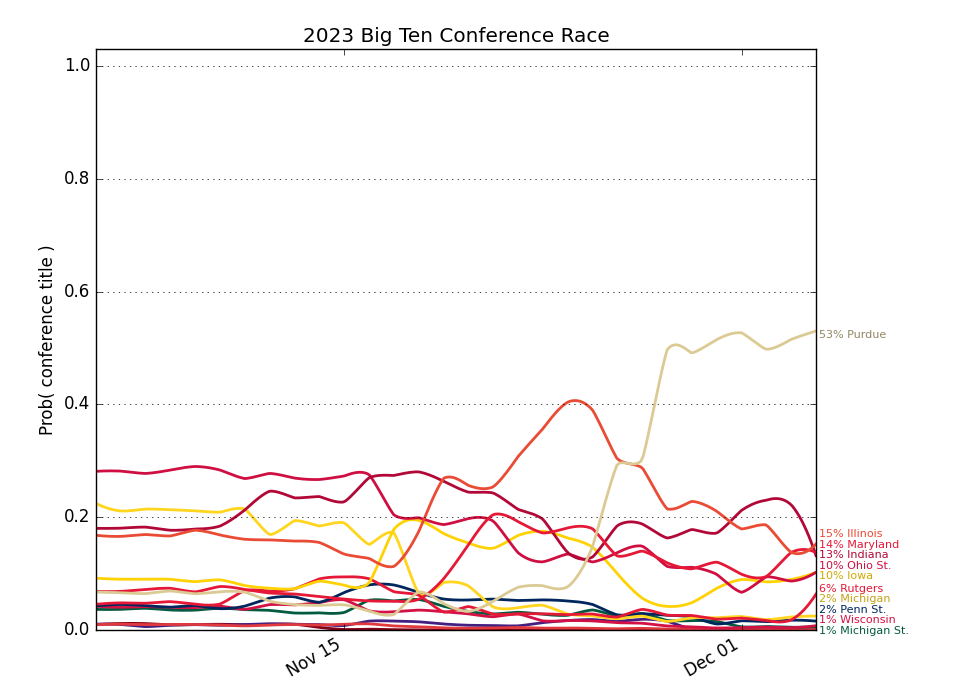 2023 Big Ten Conference Race
Prob( conference title )
1.0
0.8
0.6
0.4
0.2
0.0
Nov 15
Dec 01
53% Purdue
15% Illinois
14% Maryland
13% Indiana
10% Ohio St.
10% Iowa
6% Rutgers
2% Michigan
2% Penn St.
1% Wisconsin
1% Michigan St.